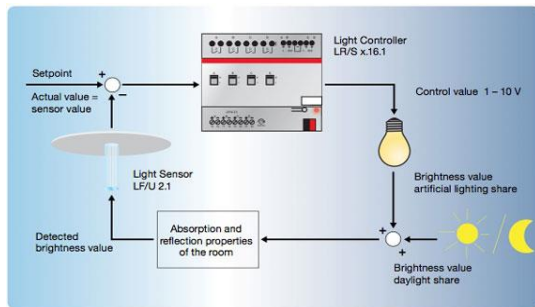 Light Controller
LR/S x.16.1
Setpoint
+
Actual value =
sensor value
–
Control value 1 – 10 V
Light Sensor
LF/U 2.1
Brightness value
artificial lighting share
Detected
brightness value
Absorption and
reflection properties
of the room
+
+
Brightness value
daylight share